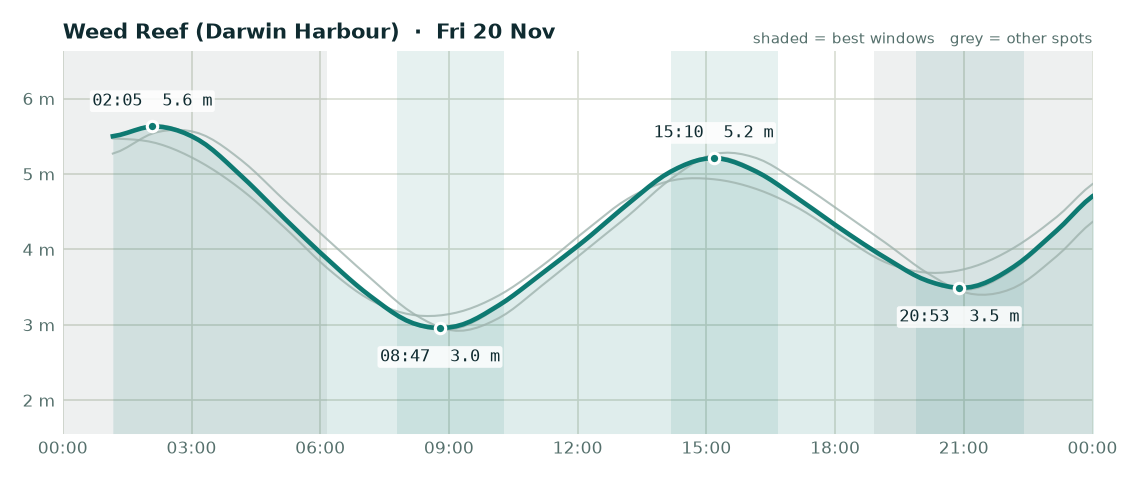 Weed Reef (Darwin Harbour) · Fri 20 Nov
shaded = best windows grey = other spots
02:05 5.6 m
15:10 5.2 m
08:47 3.0 m
20:53 3.5 m
6 m
5 m
4 m
3 m
2 m
00:00 03:00 06:00 09:00 12:00 15:00 18:00 21:00 00:00